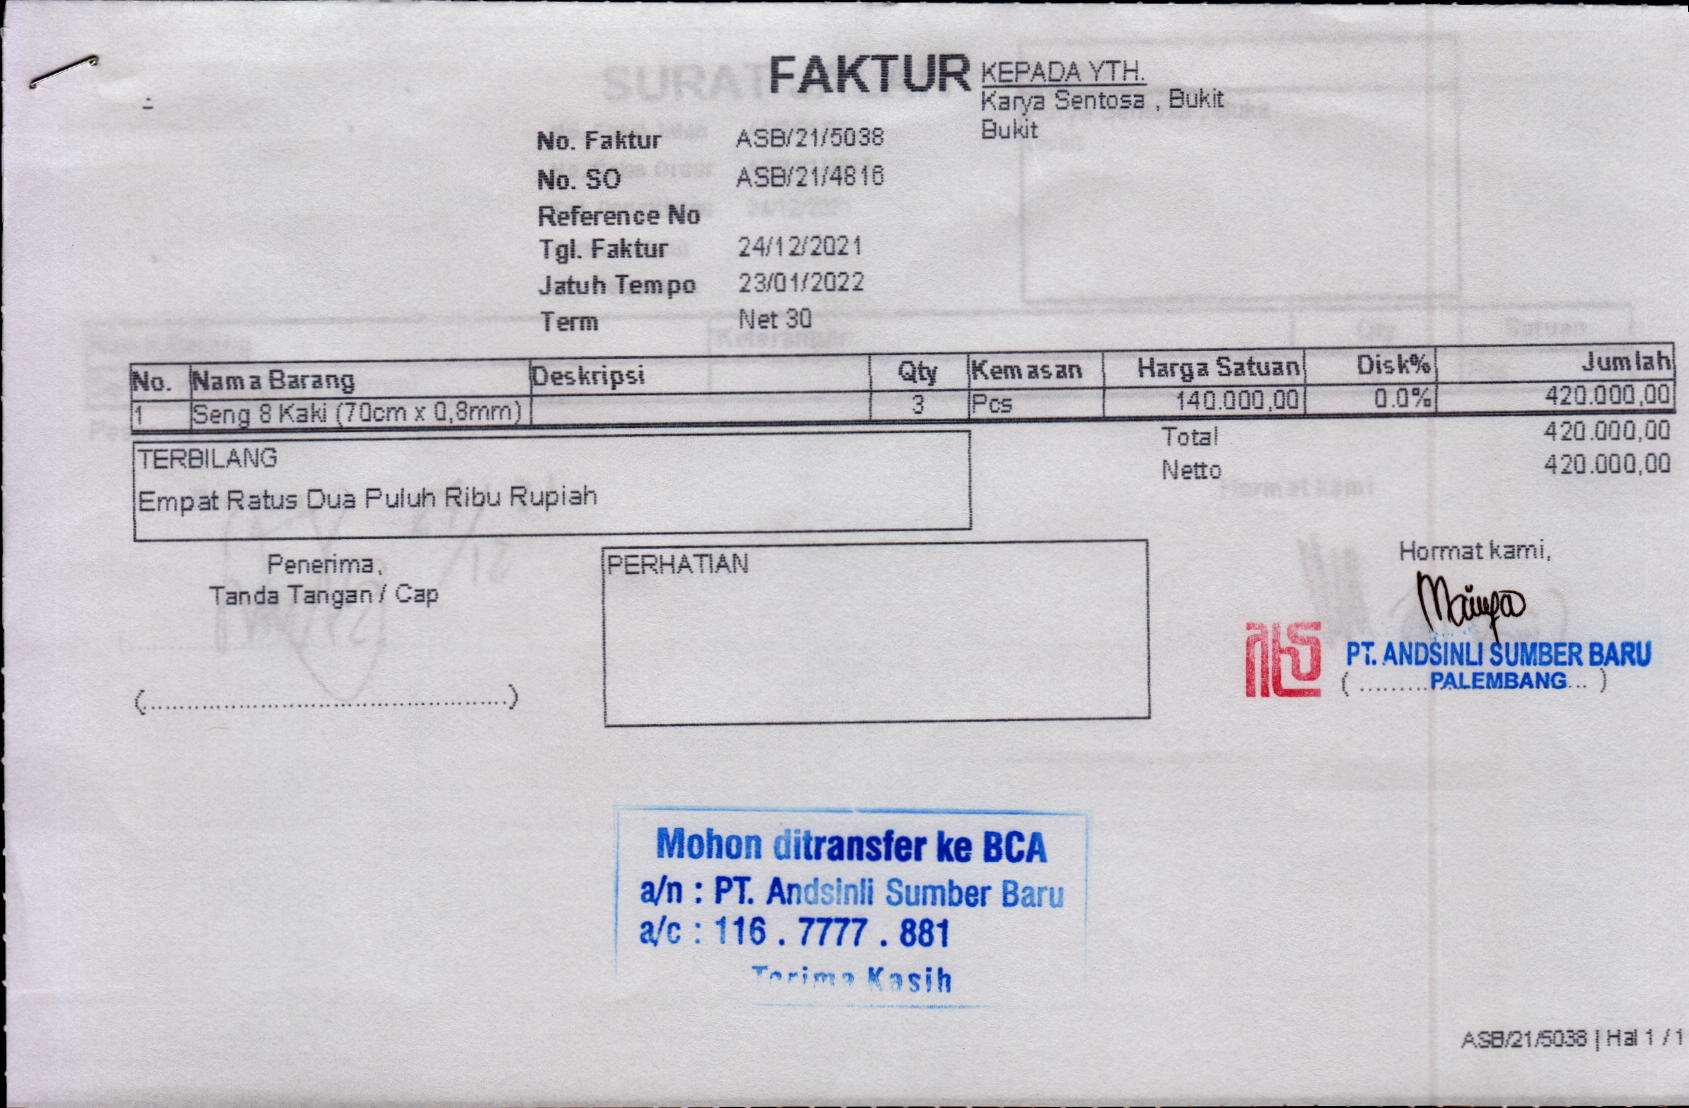 FAKTUR
KEPADA YTH.
Karya Sentosa , Bukit
Bukit
No. Faktur ASB/21/5038
No. SO ASB/21/4816
Reference No
Tgl. Faktur 24/12/2021
Jatuh Tempo 23/01/2022
Term Net 30
No. Nama Barang Deskripsi Qty Kemasan Harga Satuan Disk% Jumlah
1 Seng 8 Kaki (70cm x 0,8mm) 3 Pcs 140.000,00 0.0% 420.000,00
Total 420.000,00
Netto 420.000,00
TERBILANG
Empat Ratus Dua Puluh Ribu Rupiah
Penerima,
Tanda Tangan / Cap
(...............................................)
PERHATIAN
Hormat kami,
PT. ANDSINLI SUMBER BARU
(.........PALEMBANG... )
Mohon ditransfer ke BCA
a/n : PT. Andsinli Sumber Baru
a/c : 116 . 7777 . 881
Terima Kasih
ASB/21/5038 | Hal 1 / 1